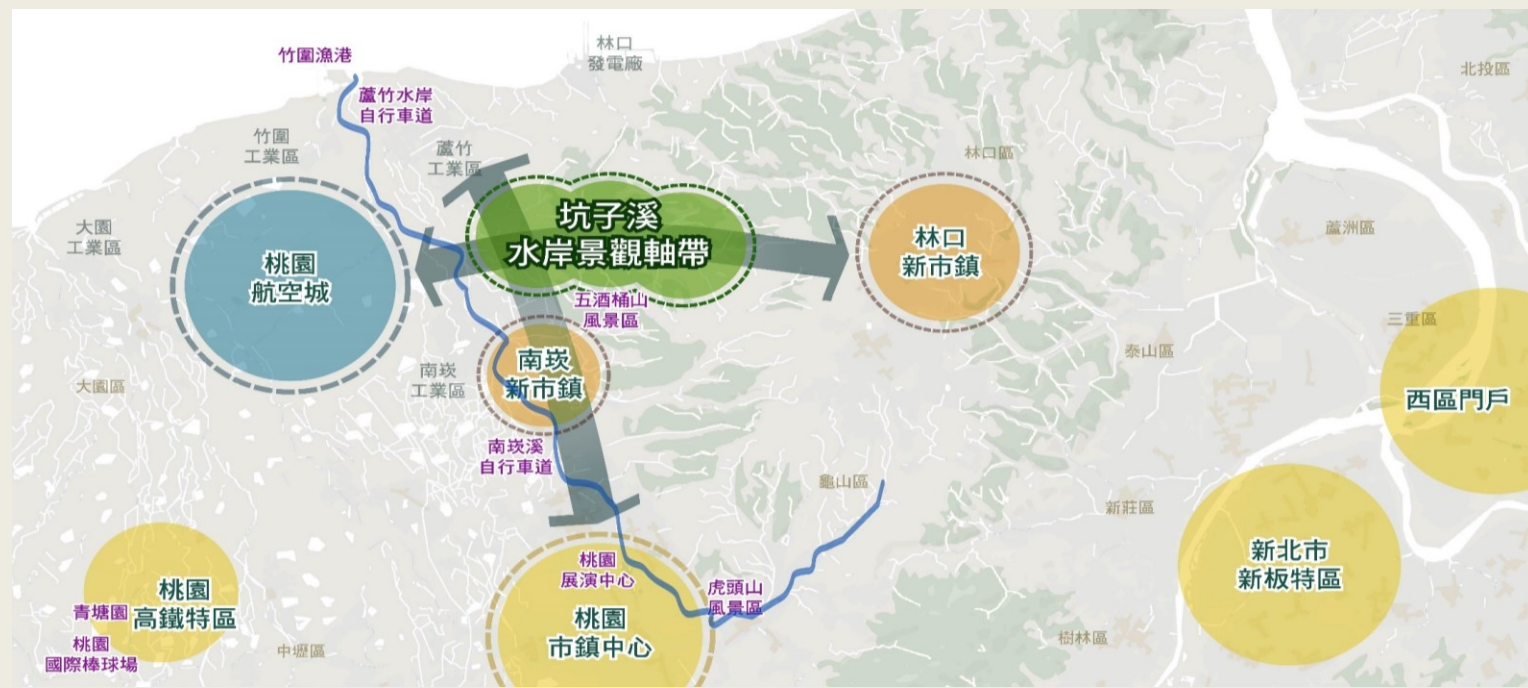 竹圍漁港
林口
發電廠
北投區
蘆竹水岸
自行車道
竹圍
工業區
蘆竹
工業區
林口區
大園
工業區
坑子溪
水岸景觀軸帶
蘆洲區
桃園
航空城
林口
新市鎮
五酒桶山
風景區
三重區
南崁
新市鎮
南崁
工業區
泰山區
大園區
西區門戶
南崁溪
自行車道
龜山區
新莊區
桃園
展演中心
新北市
新板特區
虎頭山
風景區
桃園
高鐵特區
青塘園
桃園
市鎮中心
樹林區
桃園
國際棒球場
中壢區